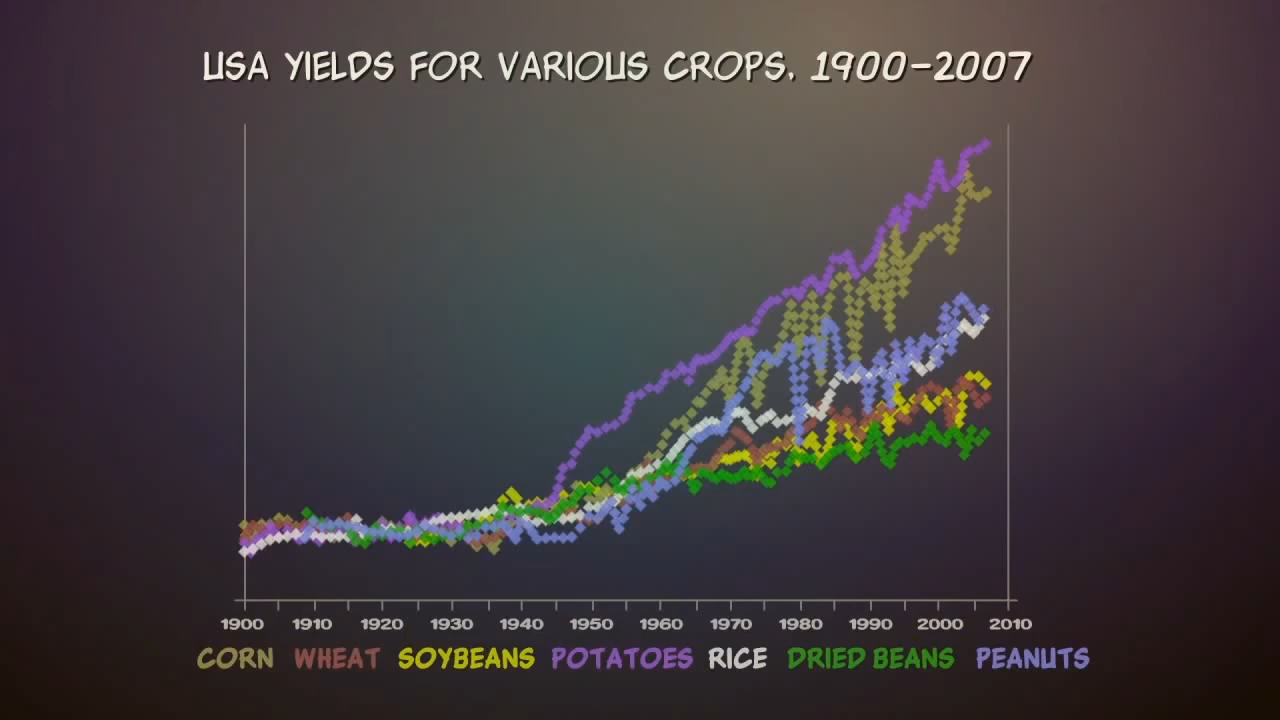 USA YIELDS FOR VARIOUS CROPS, 1900–2007
1900 1910 1920 1930 1940 1950 1960 1970 1980 1990 2000 2010
CORN WHEAT SOYBEANS POTATOES RICE DRIED BEANS PEANUTS